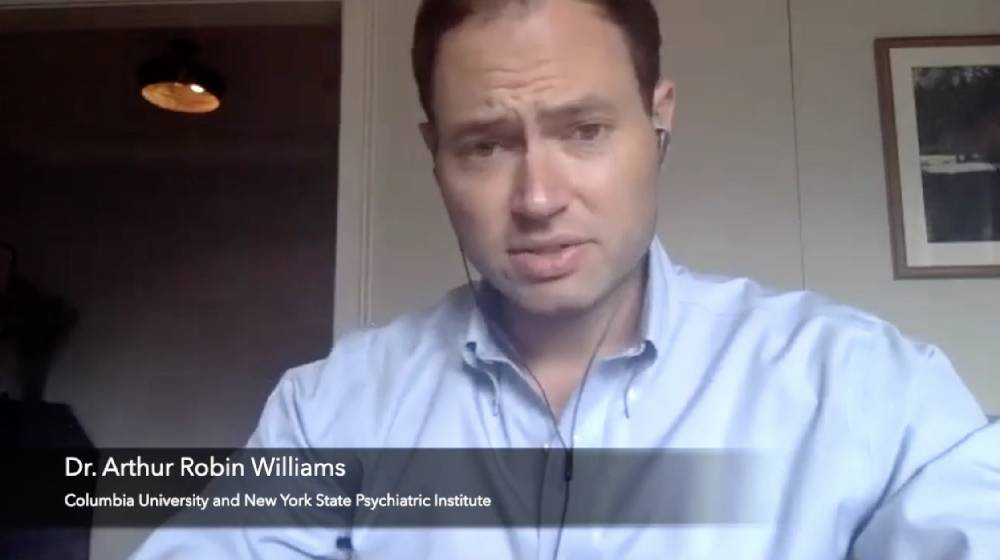 Dr. Arthur Robin Williams
Columbia University and New York State Psychiatric Institute